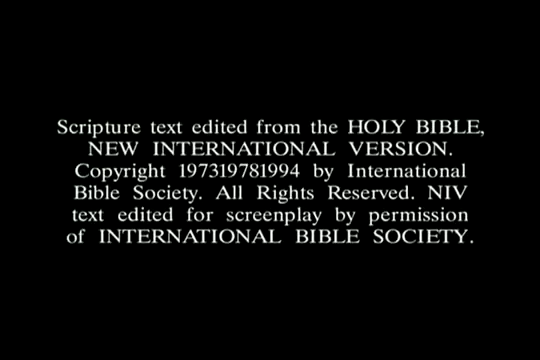 Scripture text edited from the HOLY BIBLE,
NEW INTERNATIONAL VERSION.
Copyright 197319781994 by International
Bible Society. All Rights Reserved. NIV
text edited for screenplay by permission
of INTERNATIONAL BIBLE SOCIETY.